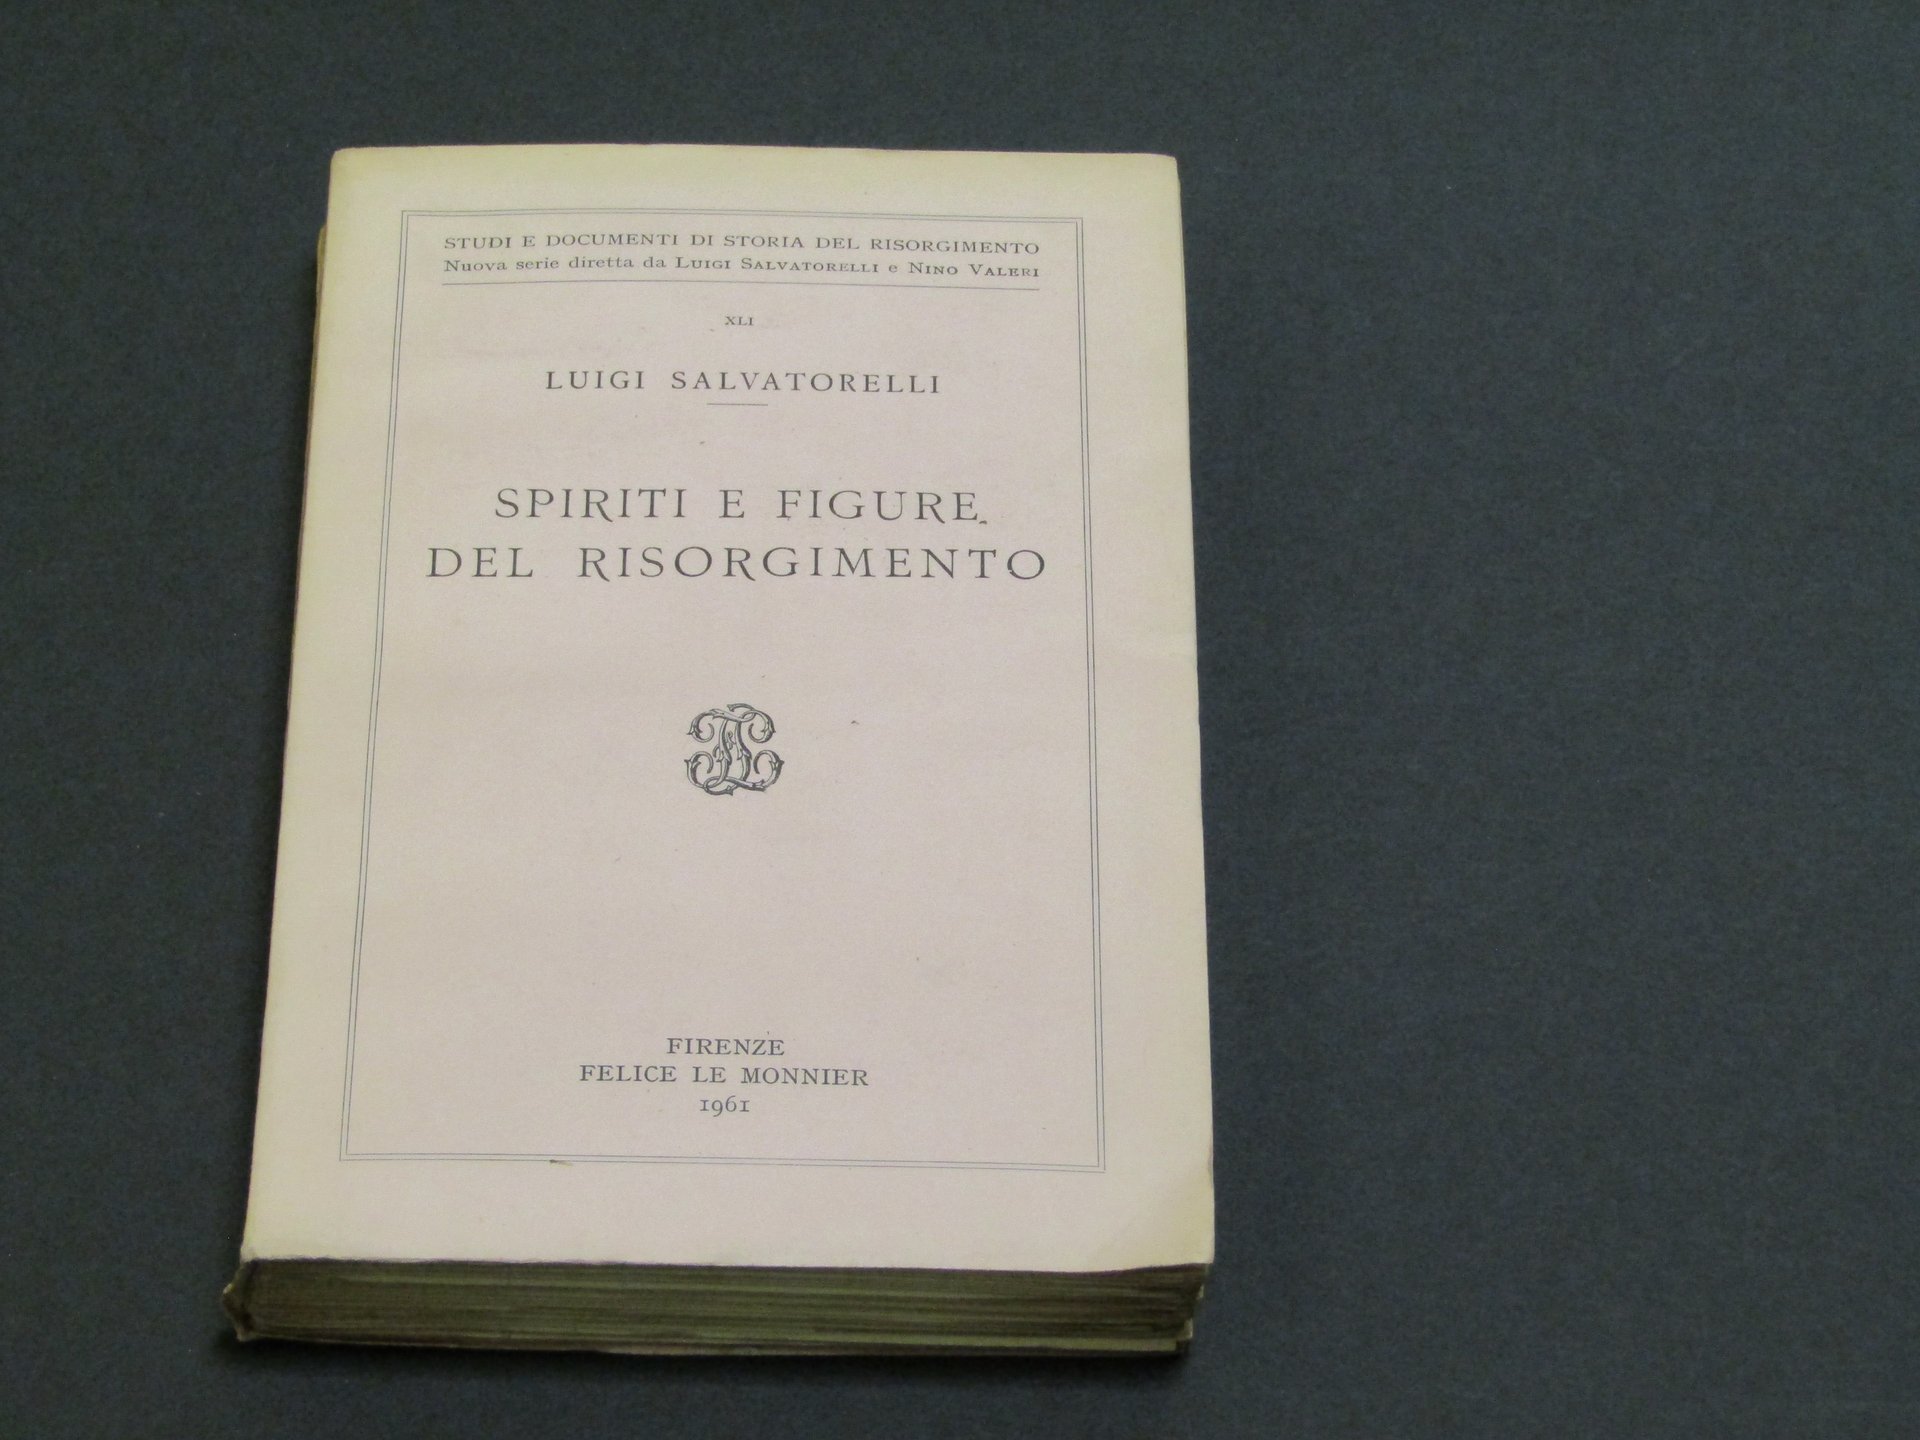 STUDI E DOCUMENTI DI STORIA DEL RISORGIMENTO
Nuova serie diretta da LUIGI SALVATORELLI e NINO VALERI
XLI
LUIGI SALVATORELLI
SPIRITI E FIGURE
DEL RISORGIMENTO
FIRENZE
FELICE LE MONNIER
1961